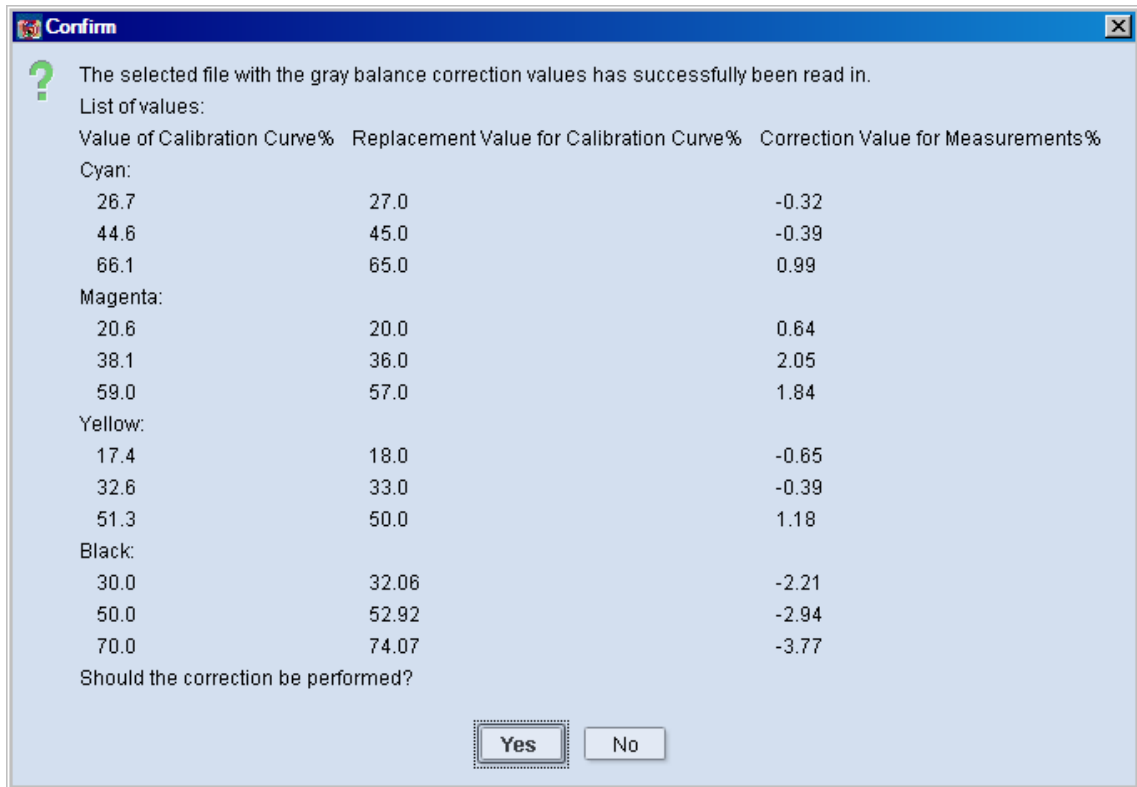 Confirm
The selected file with the gray balance correction values has successfully been read in.
List of values:
Value of Calibration Curve% Replacement Value for Calibration Curve% Correction Value for Measurements%
Cyan:
26.7 27.0 -0.32
44.6 45.0 -0.39
66.1 65.0 0.99
Magenta:
20.6 20.0 0.64
38.1 36.0 2.05
59.0 57.0 1.84
Yellow:
17.4 18.0 -0.65
32.6 33.0 -0.39
51.3 50.0 1.18
Black:
30.0 32.06 -2.21
50.0 52.92 -2.94
70.0 74.07 -3.77
Should the correction be performed?
Yes No